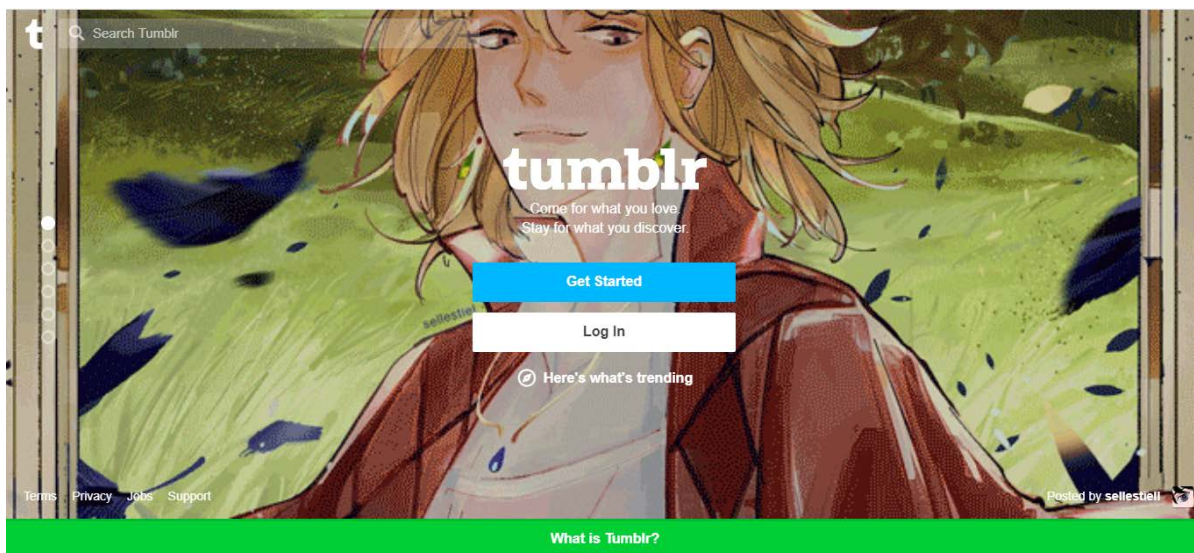 t
Search Tumblr
tumblr
Come for what you love.
Stay for what you discover.
Get Started
sellestiell
Log In
Here's what's trending
Terms Privacy Jobs Support
Posted by sellestiell
What is Tumblr?